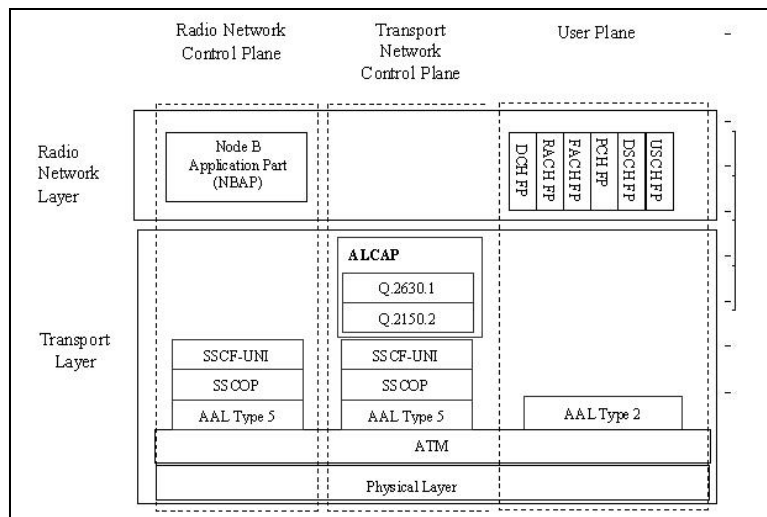 Radio Network
Control Plane
Transport
Network
Control Plane
User Plane
Radio
Network
Layer
Node B
Application Part
(NBAP)
DCH FP
RACH FP
FACH FP
PCH FP
DSCH FP
USCH FP
Transport
Layer
ALCAP
Q.2630.1
Q.2150.2
SSCF-UNI
SSCOP
AAL Type 5
SSCF-UNI
SSCOP
AAL Type 5
AAL Type 2
ATM
Physical Layer